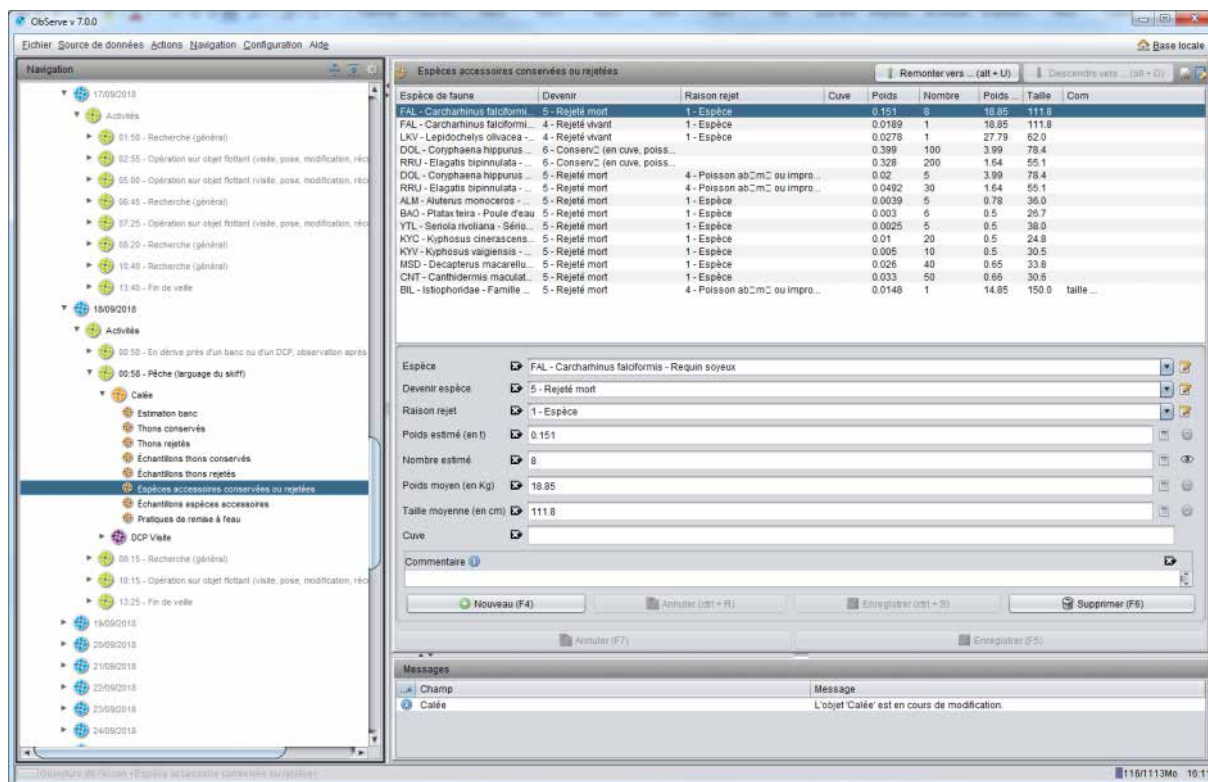 ObServe v 7.0.0
Fichier Source de données Actions Navigation Configuration Aide
Base locale
Navigation
17/09/2018
Activités
01:50 - Recherche (général)
02:55 - Opération sur objet flottant (visite, pose, modification, réc
05:00 - Opération sur objet flottant (visite, pose, modification, réc
06:45 - Recherche (général)
07:25 - Opération sur objet flottant (visite, pose, modification, réc
08:20 - Recherche (général)
10:40 - Recherche (général)
13:40 - Fin de veille
18/09/2018
Activités
00:50 - En dérive près d'un banc ou d'un DCP, observation après
00:58 - Pêche (larguage du skiff)
Calée
Estimation banc
Thons conservés
Thons rejetés
Échantillons thons conservés
Échantillons thons rejetés
Espèces accessoires conservées ou rejetées
Échantillons espèces accessoires
Pratiques de remise à l'eau
DCP Visite
08:15 - Recherche (général)
10:15 - Opération sur objet flottant (visite, pose, modification, réc
13:25 - Fin de veille
19/09/2018
20/09/2018
21/09/2018
22/09/2018
23/09/2018
24/09/2018
Espèces accessoires conservées ou rejetées
Remonter vers ... (alt + U)
Descendre vers ... (alt + D)
Espèce de faune Devenir Raison rejet Cuve Poids Nombre Poids ... Taille Com
FAL - Carcharhinus falciformi... 5 - Rejeté mort 1 - Espèce 0.151 8 18.85 111.8
FAL - Carcharhinus falciformi... 4 - Rejeté vivant 1 - Espèce 0.0189 1 18.85 111.8
LKV - Lepidochelys olivacea -... 4 - Rejeté vivant 1 - Espèce 0.0278 1 27.79 62.0
DOL - Coryphaena hippurus ... 6 - Conserv□ (en cuve, poiss... 0.399 100 3.99 78.4
RRU - Elagatis bipinnulata - ... 6 - Conserv□ (en cuve, poiss... 0.328 200 1.64 55.1
DOL - Coryphaena hippurus ... 5 - Rejeté mort 4 - Poisson ab□m□ ou impro... 0.02 5 3.99 78.4
RRU - Elagatis bipinnulata - ... 5 - Rejeté mort 4 - Poisson ab□m□ ou impro... 0.0492 30 1.64 55.1
ALM - Aluterus monoceros - ... 5 - Rejeté mort 1 - Espèce 0.0039 5 0.78 36.0
BAO - Platax teira - Poule d'eau 5 - Rejeté mort 1 - Espèce 0.003 6 0.5 26.7
YTL - Seriola rivoliana - Sério... 5 - Rejeté mort 1 - Espèce 0.0025 5 0.5 38.0
KYC - Kyphosus cinerascens... 5 - Rejeté mort 1 - Espèce 0.01 20 0.5 24.8
KYV - Kyphosus vaigiensis - ... 5 - Rejeté mort 1 - Espèce 0.005 10 0.5 30.5
MSD - Decapterus macarellu... 5 - Rejeté mort 1 - Espèce 0.026 40 0.65 33.8
CNT - Canthidermis maculat... 5 - Rejeté mort 1 - Espèce 0.033 50 0.66 30.6
BIL - Istiophoridae - Famille ... 5 - Rejeté mort 4 - Poisson ab□m□ ou impro... 0.0148 1 14.85 150.0 taille ...
Espèce FAL - Carcharhinus falciformis - Requin soyeux
Devenir espèce 5 - Rejeté mort
Raison rejet 1 - Espèce
Poids estimé (en t) 0.151
Nombre estimé 8
Poids moyen (en Kg) 18.85
Taille moyenne (en cm) 111.8
Cuve
Commentaire
Nouveau (F4) Annuler (ctrl + R) Enregistrer (ctrl + S) Supprimer (F6)
Annuler (F7) Enregistrer (F5)
Messages
Champ Message
Calée L'objet 'Calée' est en cours de modification.
116/1113Mo 16:1